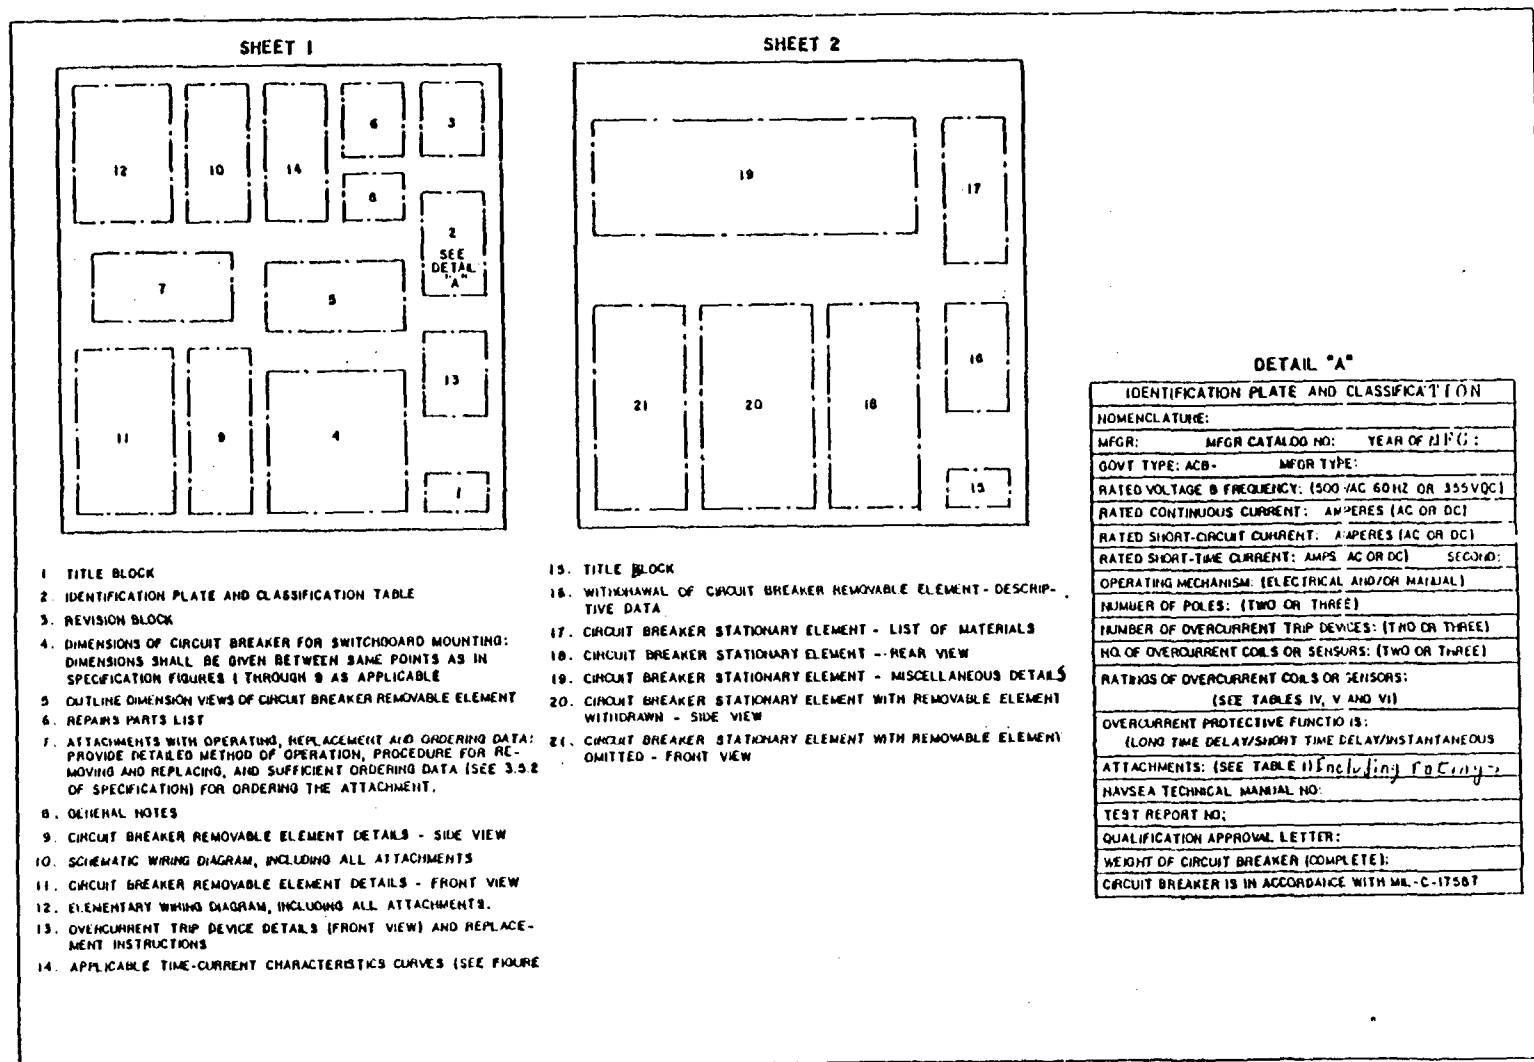 SHEET 1
12
10
14
6
3
8
2
SEE
DETAIL
"A"
7
5
13
11
9
4
1
SHEET 2
19
17
21
20
18
16
15
1 TITLE BLOCK
2. IDENTIFICATION PLATE AND CLASSIFICATION TABLE
3. REVISION BLOCK
4. DIMENSIONS OF CIRCUIT BREAKER FOR SWITCHBOARD MOUNTING:
DIMENSIONS SHALL BE GIVEN BETWEEN SAME POINTS AS IN
SPECIFICATION FIGURES 1 THROUGH 9 AS APPLICABLE
5 OUTLINE DIMENSION VIEWS OF CIRCUIT BREAKER REMOVABLE ELEMENT
6. REPAIRS PARTS LIST
7. ATTACHMENTS WITH OPERATING, REPLACEMENT AND ORDERING DATA:
PROVIDE DETAILED METHOD OF OPERATION, PROCEDURE FOR RE-
MOVING AND REPLACING, AND SUFFICIENT ORDERING DATA (SEE 3.5.2
OF SPECIFICATION) FOR ORDERING THE ATTACHMENT.
8. GENERAL NOTES
9. CIRCUIT BREAKER REMOVABLE ELEMENT DETAILS - SIDE VIEW
10. SCHEMATIC WIRING DIAGRAM, INCLUDING ALL ATTACHMENTS
11. CIRCUIT BREAKER REMOVABLE ELEMENT DETAILS - FRONT VIEW
12. ELEMENTARY WIRING DIAGRAM, INCLUDING ALL ATTACHMENTS.
13. OVERCURRENT TRIP DEVICE DETAILS (FRONT VIEW) AND REPLACE-
MENT INSTRUCTIONS
14. APPLICABLE TIME-CURRENT CHARACTERISTICS CURVES (SEE FIGURE
15. TITLE BLOCK
16. WITHDRAWAL OF CIRCUIT BREAKER REMOVABLE ELEMENT - DESCRIP-
TIVE DATA
17. CIRCUIT BREAKER STATIONARY ELEMENT - LIST OF MATERIALS
18. CIRCUIT BREAKER STATIONARY ELEMENT - REAR VIEW
19. CIRCUIT BREAKER STATIONARY ELEMENT - MISCELLANEOUS DETAILS
20. CIRCUIT BREAKER STATIONARY ELEMENT WITH REMOVABLE ELEMENT
WITHDRAWN - SIDE VIEW
21. CIRCUIT BREAKER STATIONARY ELEMENT WITH REMOVABLE ELEMENT
OMITTED - FRONT VIEW
DETAIL "A"
IDENTIFICATION PLATE AND CLASSIFICATION
NOMENCLATURE:
MFGR: MFGR CATALOG NO: YEAR OF MFG:
GOVT TYPE: ACB- MFGR TYPE:
RATED VOLTAGE & FREQUENCY: (500 VAC 60HZ OR 355VDC)
RATED CONTINUOUS CURRENT: AMPERES (AC OR DC)
RATED SHORT-CIRCUIT CURRENT: AMPERES (AC OR DC)
RATED SHORT-TIME CURRENT: AMPS AC OR DC) SECOND:
OPERATING MECHANISM: (ELECTRICAL AND/OR MANUAL)
NUMBER OF POLES: (TWO OR THREE)
NUMBER OF OVERCURRENT TRIP DEVICES: (TWO OR THREE)
NO. OF OVERCURRENT COILS OR SENSORS: (TWO OR THREE)
RATINGS OF OVERCURRENT COILS OR SENSORS:
(SEE TABLES IV, V AND VI)
OVERCURRENT PROTECTIVE FUNCTIO IS:
(LONG TIME DELAY/SHORT TIME DELAY/INSTANTANEOUS
ATTACHMENTS: (SEE TABLE I) Including ratings
NAVSEA TECHNICAL MANUAL NO:
TEST REPORT NO:
QUALIFICATION APPROVAL LETTER:
WEIGHT OF CIRCUIT BREAKER (COMPLETE):
CIRCUIT BREAKER IS IN ACCORDANCE WITH MIL-C-17587